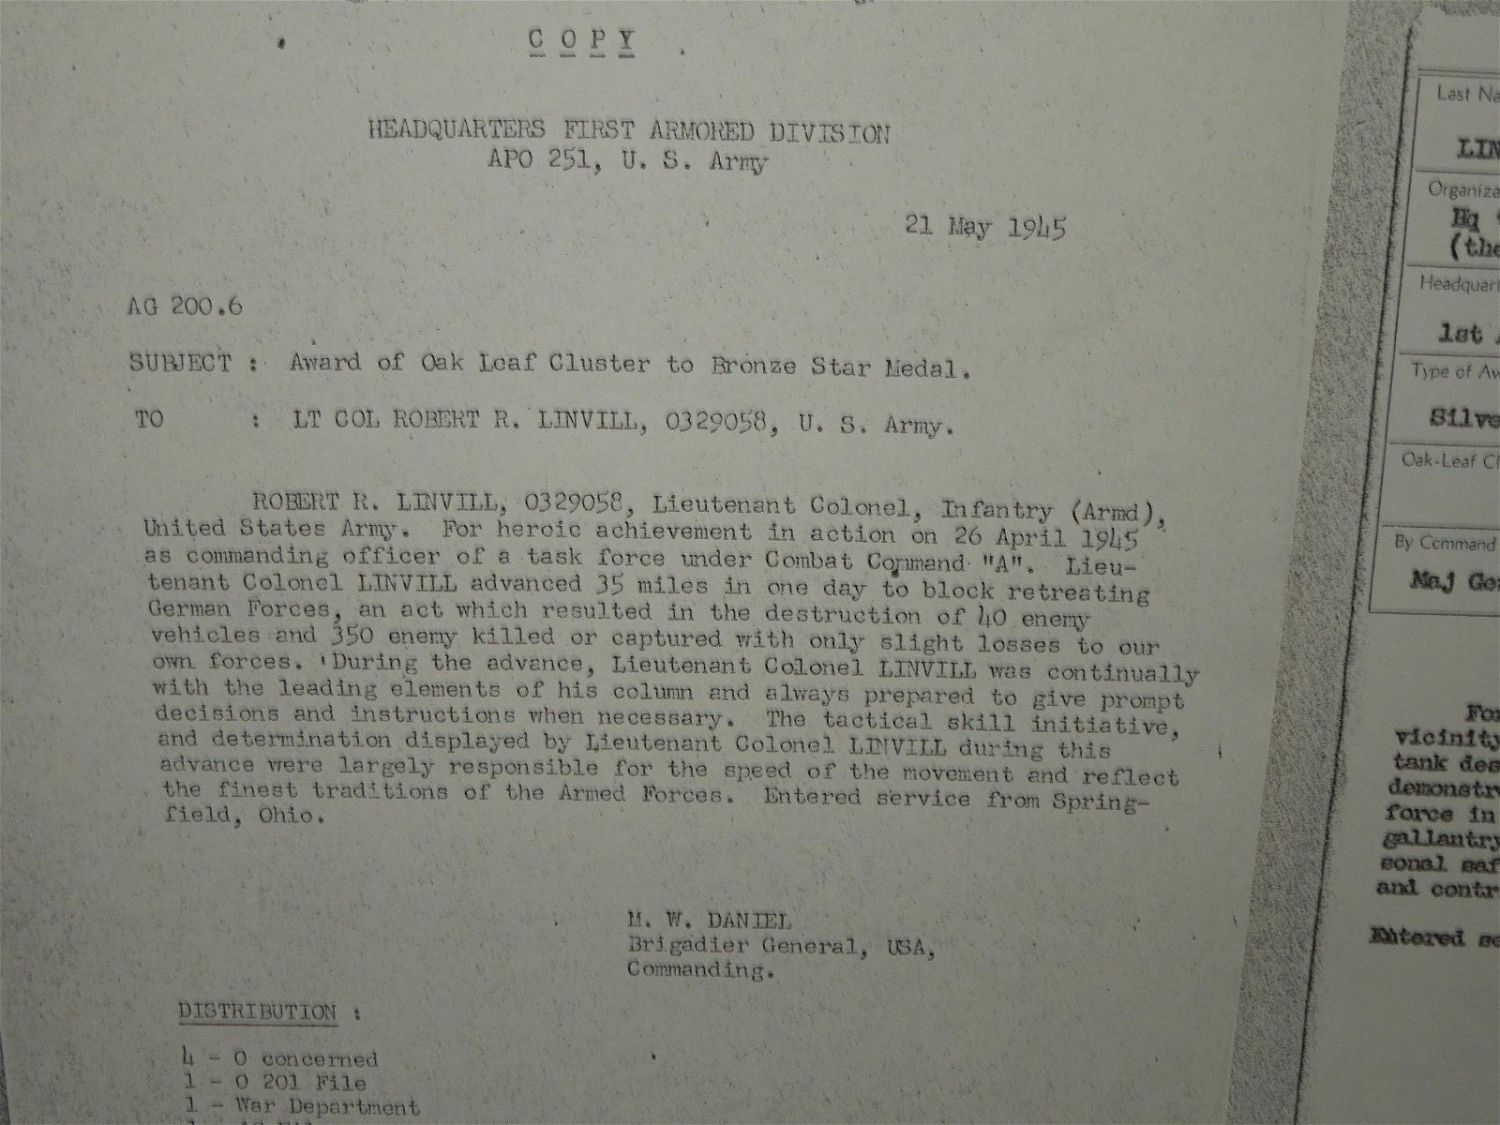 COPY
HEADQUARTERS FIRST ARMORED DIVISION
APO 251, U. S. Army
21 May 1945
AG 200.6
SUBJECT : Award of Oak Leaf Cluster to Bronze Star Medal.
TO : LT COL ROBERT R. LINVILL, 0329058, U. S. Army.
ROBERT R. LINVILL, 0329058, Lieutenant Colonel, Infantry (Armd),
United States Army. For heroic achievement in action on 26 April 1945
as commanding officer of a task force under Combat Command "A". Lieu-
tenant Colonel LINVILL advanced 35 miles in one day to block retreating
German Forces, an act which resulted in the destruction of 40 enemy
vehicles and 350 enemy killed or captured with only slight losses to our
own forces. During the advance, Lieutenant Colonel LINVILL was continually
with the leading elements of his column and always prepared to give prompt
decisions and instructions when necessary. The tactical skill initiative,
and determination displayed by Lieutenant Colonel LINVILL during this
advance were largely responsible for the speed of the movement and reflect
the finest traditions of the Armed Forces. Entered service from Spring-
field, Ohio.
M. W. DANIEL
Brigadier General, USA,
Commanding.
DISTRIBUTION :
4 - O concerned
1 - O 201 File
1 - War Department
Last Na
LIN
Organiza
Hq
(the
Headquart
1st
Type of Aw
Silve
Oak-Leaf Cl
By Command
Maj Ge
For
vicinity
tank des
demonstr
force in
gallantry
sonal saf
and contr
Entered se